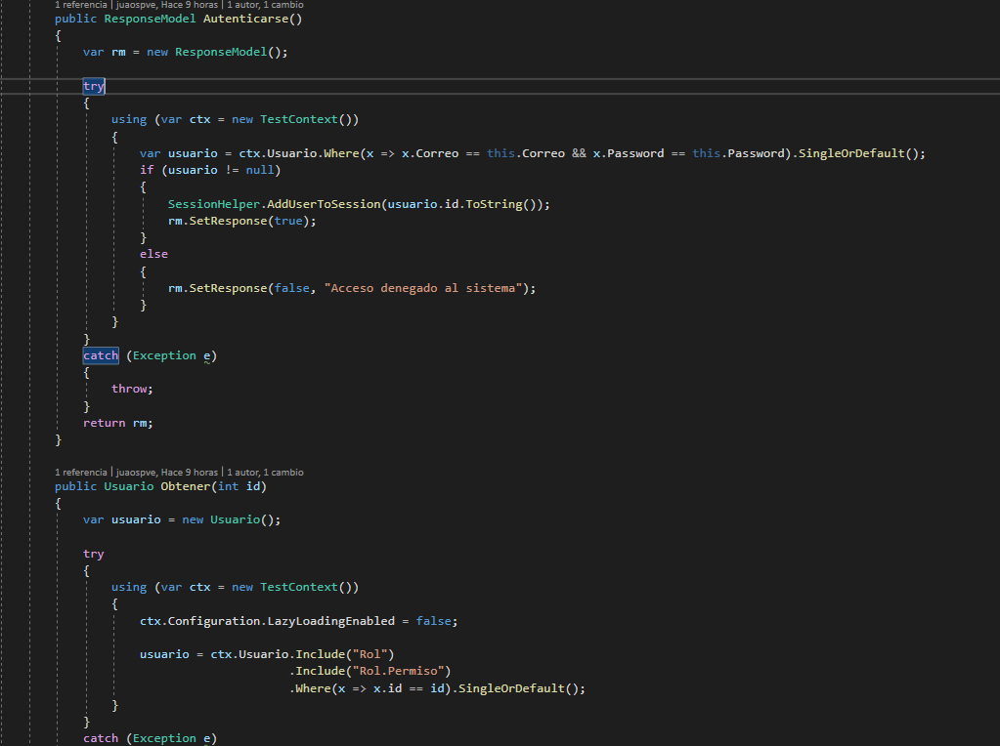 1 referencia | juaospve, Hace 9 horas | 1 autor, 1 cambio
public ResponseModel Autenticarse()
{
var rm = new ResponseModel();
try
{
using (var ctx = new TestContext())
{
var usuario = ctx.Usuario.Where(x => x.Correo == this.Correo && x.Password == this.Password).SingleOrDefault();
if (usuario != null)
{
SessionHelper.AddUserToSession(usuario.id.ToString());
rm.SetResponse(true);
}
else
{
rm.SetResponse(false, "Acceso denegado al sistema");
}
}
}
catch (Exception e)
{
throw;
}
return rm;
}
1 referencia | juaospve, Hace 9 horas | 1 autor, 1 cambio
public Usuario Obtener(int id)
{
var usuario = new Usuario();
try
{
using (var ctx = new TestContext())
{
ctx.Configuration.LazyLoadingEnabled = false;
usuario = ctx.Usuario.Include("Rol")
.Include("Rol.Permiso")
.Where(x => x.id == id).SingleOrDefault();
}
}
catch (Exception e)